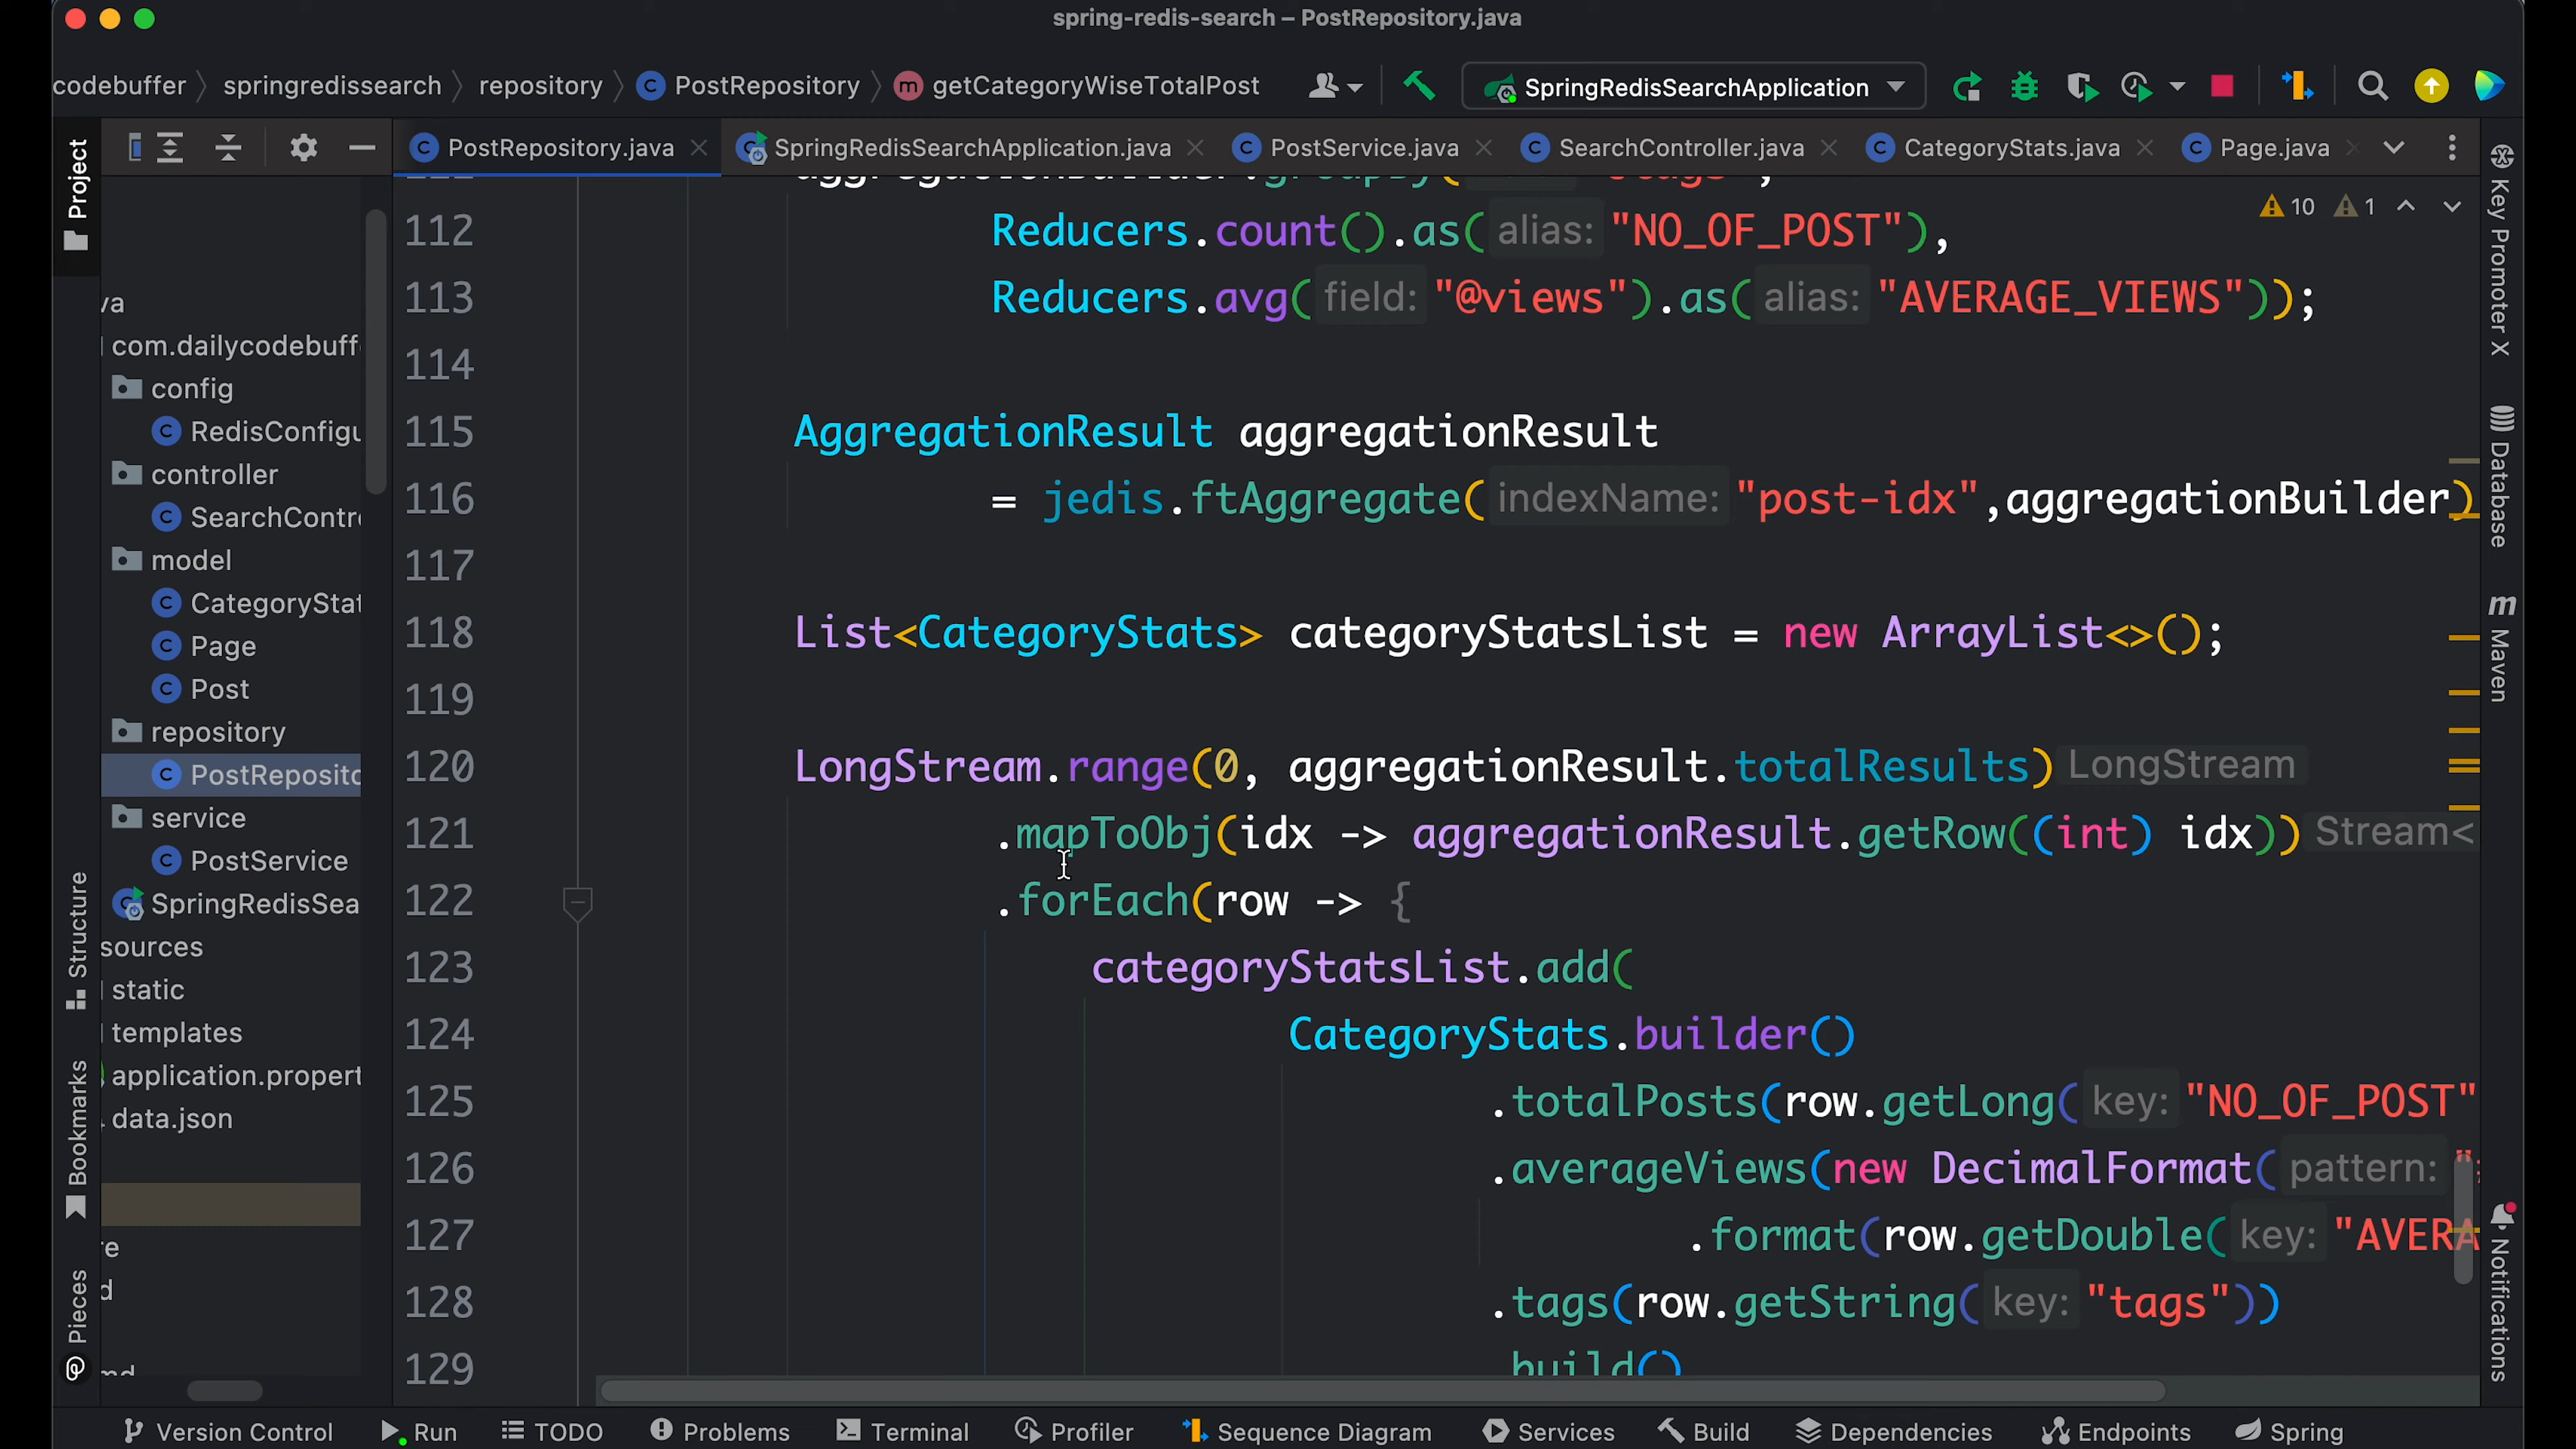 spring-redis-search – PostRepository.java
codebuffer springredissearch repository PostRepository getCategoryWiseTotalPost SpringRedisSearchApplication
Project
PostRepository.java SpringRedisSearchApplication.java PostService.java SearchController.java CategoryStats.java Page.java
10 1
Key Promoter X
Database
Maven
Notifications
Structure
Bookmarks
Pieces
va
com.dailycodebuff
config
RedisConfigu
controller
SearchContr
model
CategoryStat
Page
Post
repository
PostReposito
service
PostService
SpringRedisSea
sources
static
templates
application.propert
data.json
re
d
md
112 Reducers.count().as( alias: "NO_OF_POST"),
113 Reducers.avg( field: "@views").as( alias: "AVERAGE_VIEWS"));
114
115 AggregationResult aggregationResult
116 = jedis.ftAggregate( indexName: "post-idx",aggregationBuilder)
117
118 List<CategoryStats> categoryStatsList = new ArrayList<>();
119
120 LongStream.range(0, aggregationResult.totalResults) LongStream
121 .mapToObj(idx -> aggregationResult.getRow((int) idx)) Stream<
122 .forEach(row -> {
123 categoryStatsList.add(
124 CategoryStats.builder()
125 .totalPosts(row.getLong( key: "NO_OF_POST"
126 .averageViews(new DecimalFormat( pattern:
127 .format(row.getDouble( key: "AVERA
128 .tags(row.getString( key: "tags"))
129 build()
Version Control Run TODO Problems Terminal Profiler Sequence Diagram Services Build Dependencies Endpoints Spring